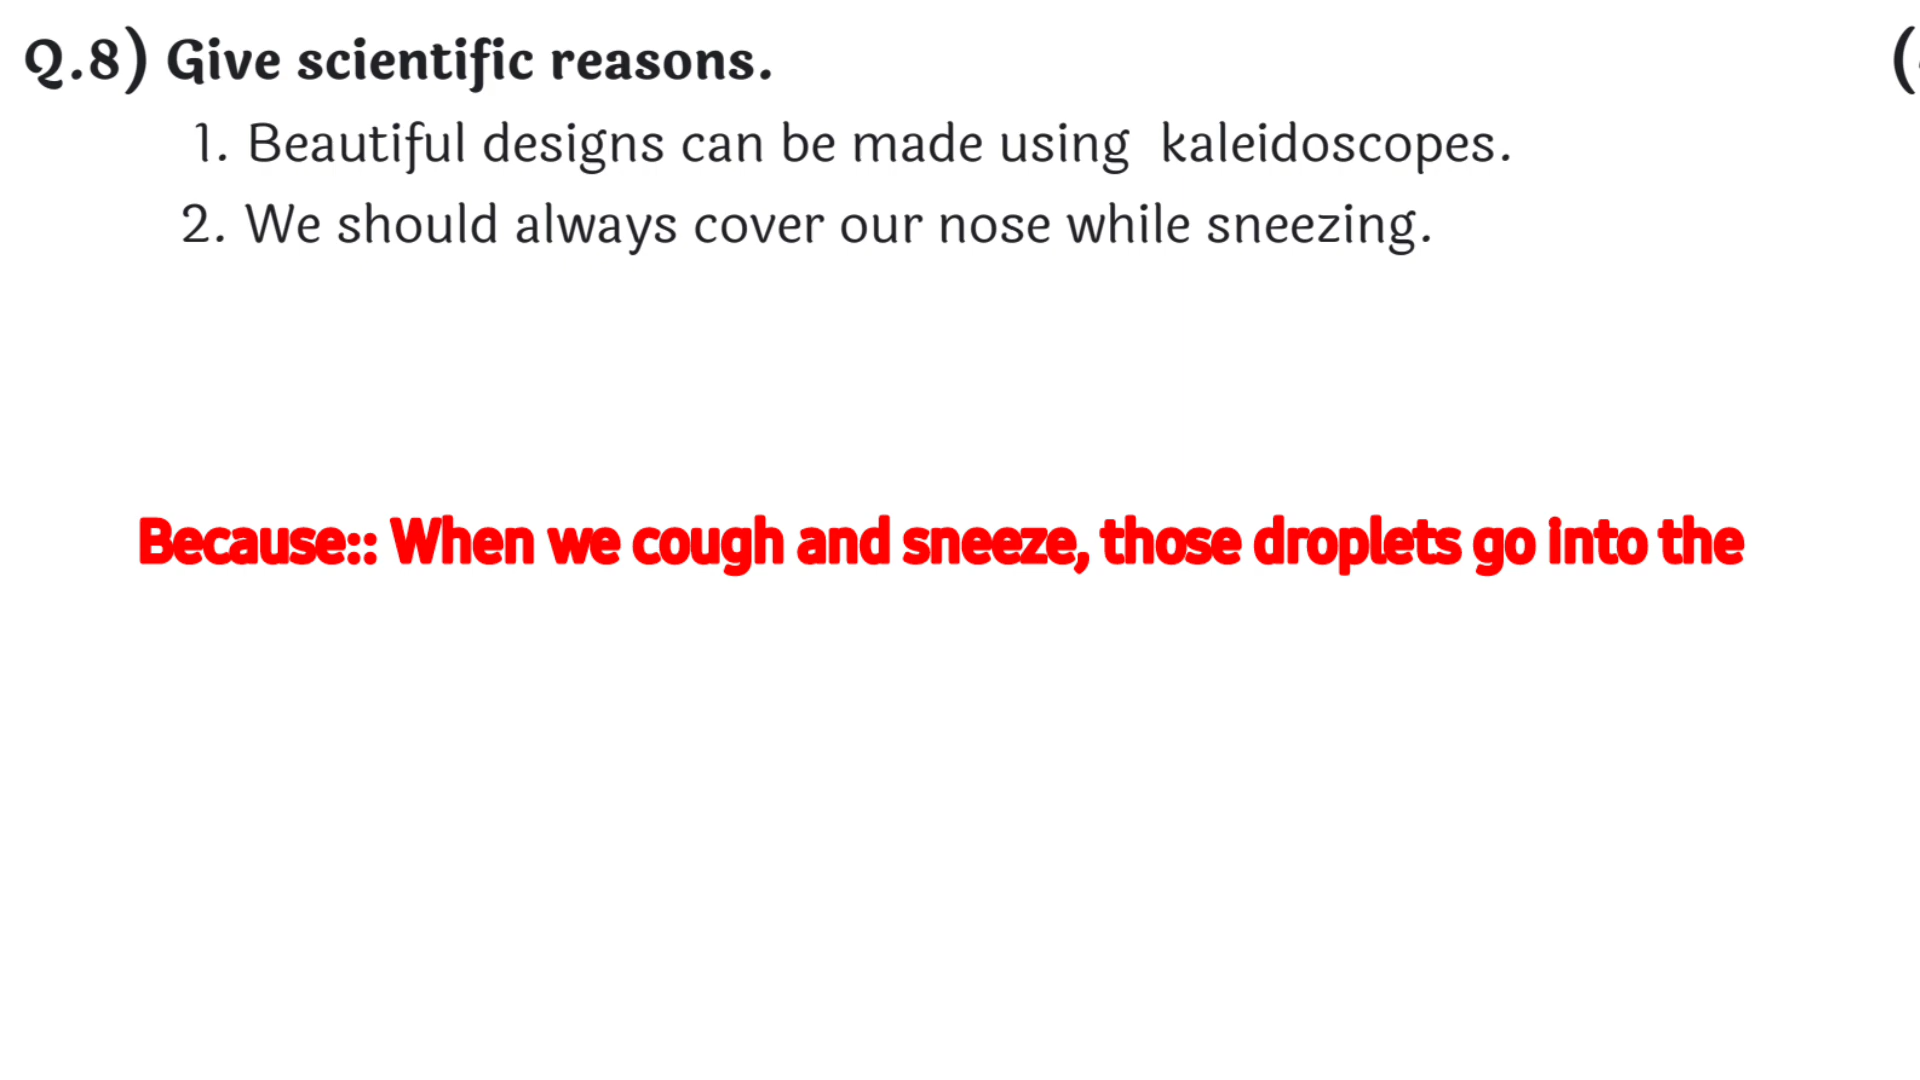 Q.8) Give scientific reasons. (
1. Beautiful designs can be made using kaleidoscopes.
2. We should always cover our nose while sneezing.
Because:: When we cough and sneeze, those droplets go into the